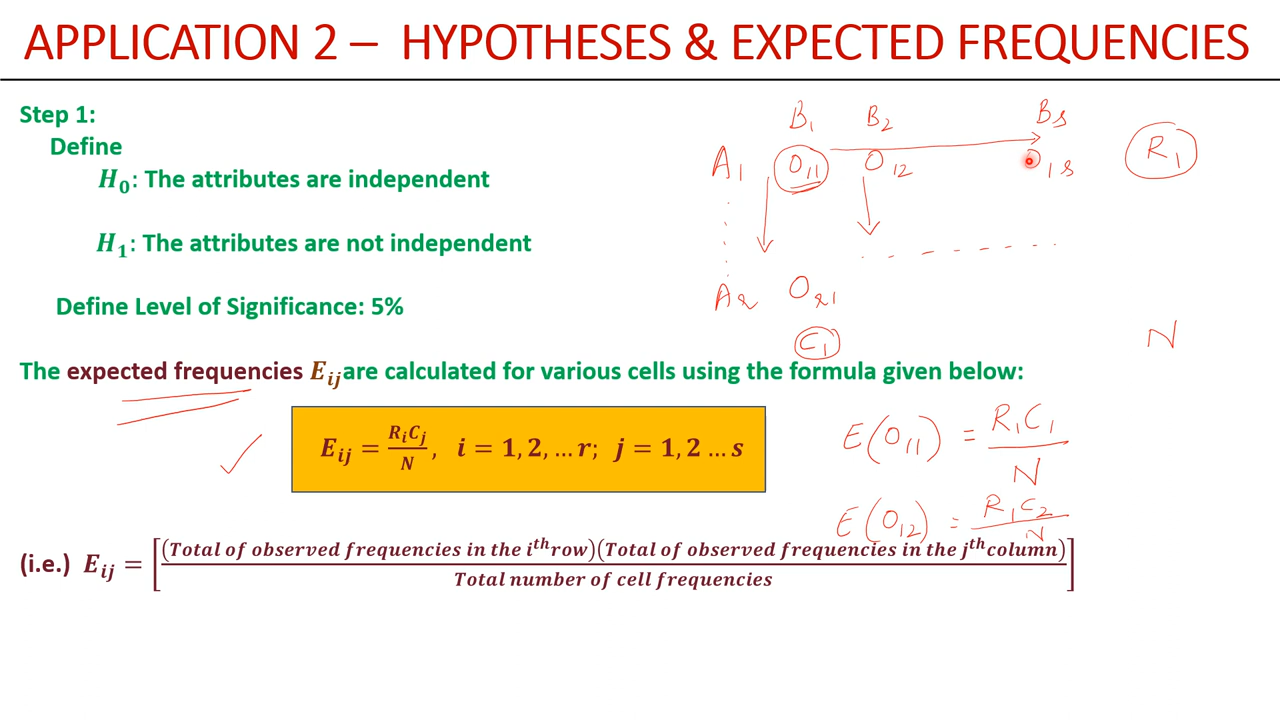 APPLICATION 2 – HYPOTHESES & EXPECTED FREQUENCIES
Step 1:
Define
H₀: The attributes are independent
H₁: The attributes are not independent
Define Level of Significance: 5%
B₁ B₂ Bₛ
A₁ O₁₁ O₁₂ O₁ₛ R₁
Aᵣ Oᵣ₁
C₁ N
The expected frequencies Eᵢⱼ are calculated for various cells using the formula given below:
Eᵢⱼ = RᵢCⱼ/N, i = 1, 2, … r; j = 1, 2 … s
E(O₁₁) = R₁C₁/N
E(O₁₂) = R₁C₂/N
(i.e.) Eᵢⱼ = [(Total of observed frequencies in the iᵗʰrow)(Total of observed frequencies in the jᵗʰcolumn)/
Total number of cell frequencies]